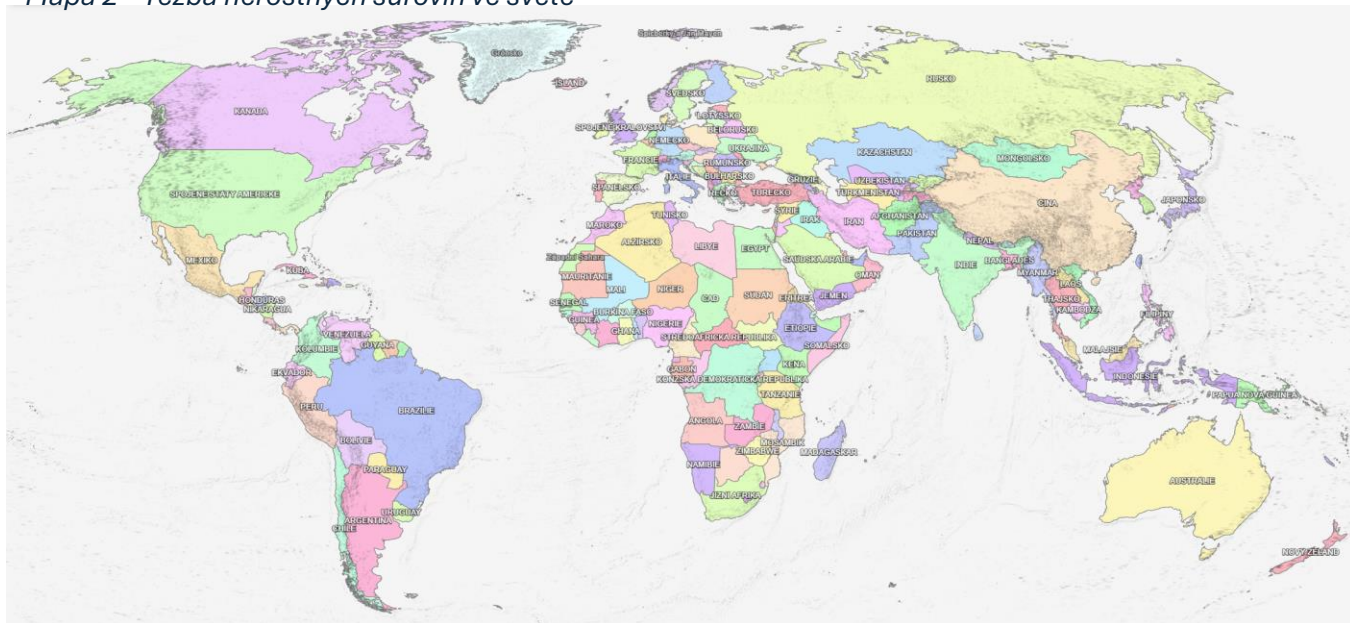 Mapa 2 – Těžba nerostných surovin ve světě
Grónsko
Špicberky a Jan Mayen
ISLAND
RUSKO
KANADA
ŠVÉDSKO
LOTYŠSKO
SPOJENÉ KRÁLOVSTVÍ
BĚLORUSKO
NĚMECKO
UKRAJINA
KAZACHSTÁN
MONGOLSKO
FRANCIE
RUMUNSKO
ITÁLIE
BULHARSKO
GRUZIE
UZBEKISTÁN
SPOJENÉ STÁTY AMERICKÉ
ŠPANĚLSKO
ŘECKO
TURECKO
TURKMENISTÁN
ČÍNA
JAPONSKO
TUNISKO
SÝRIE
IRÁK
ÍRÁN
AFGHÁNISTÁN
MAROKO
PÁKISTÁN
NEPÁL
ALŽÍRSKO
LIBYE
EGYPT
MEXIKO
Západní Sahara
SAÚDSKÁ ARÁBIE
INDIE
BANGLADÉŠ
KUBA
MAURITÁNIE
OMÁN
MYANMAR
LAOS
MALI
NIGER
ČAD
SÚDÁN
ERITREA
JEMEN
HONDURAS
SENEGAL
THAJSKO
NIKARAGUA
BURKINA FASO
KAMBODŽA
FILIPÍNY
GUINEA
GHANA
NIGÉRIE
ETIOPIE
VENEZUELA
STŘEDOAFRICKÁ REPUBLIKA
SOMÁLSKO
GUYANA
KOLUMBIE
MALAJSIE
EKVÁDOR
GABON
KEŇA
KONŽSKÁ DEMOKRATICKÁ REPUBLIKA
INDONÉSIE
TANZANIE
PAPUA NOVÁ GUINEA
PERU
BRAZÍLIE
ANGOLA
ZAMBIE
BOLÍVIE
MOSAMBIK
ZIMBABWE
MADAGASKAR
NAMIBIE
PARAGUAY
AUSTRÁLIE
JIŽNÍ AFRIKA
URUGUAY
ARGENTINA
CHILE
NOVÝ ZÉLAND